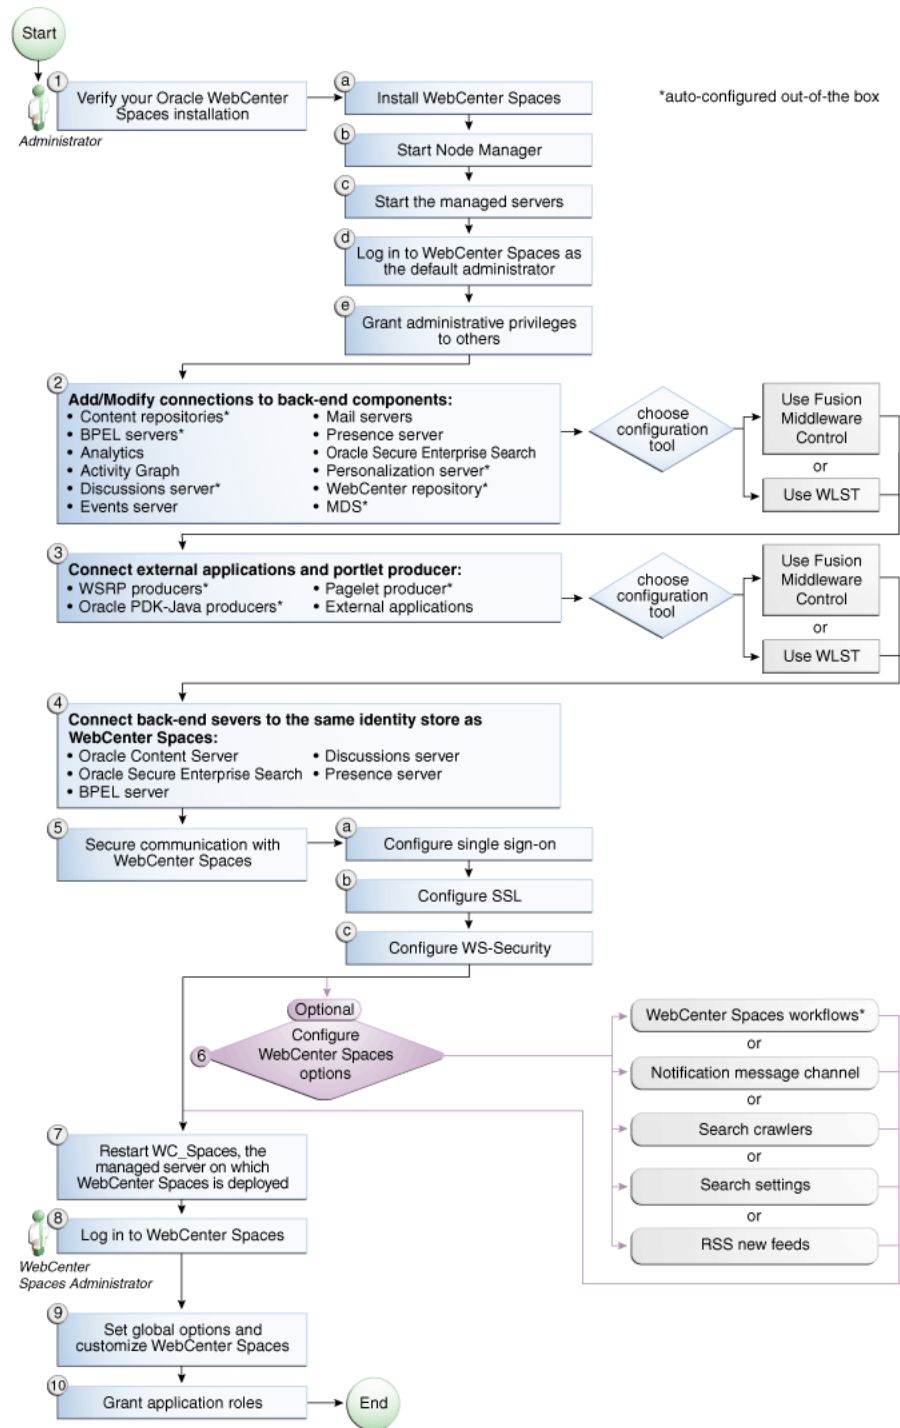 Start
1
Verify your Oracle WebCenter
Spaces installation
Administrator
a
Install WebCenter Spaces
*auto-configured out-of-the box
b
Start Node Manager
c
Start the managed servers
d
Log in to WebCenter Spaces as
the default administrator
e
Grant administrative privileges
to others
2
Add/Modify connections to back-end components:
• Content repositories*
• BPEL servers*
• Analytics
• Activity Graph
• Discussions server*
• Events server
• Mail servers
• Presence server
• Oracle Secure Enterprise Search
• Personalization server*
• WebCenter repository*
• MDS*
choose
configuration
tool
Use Fusion
Middleware
Control
or
Use WLST
3
Connect external applications and portlet producer:
• WSRP producers*
• Oracle PDK-Java producers*
• Pagelet producer*
• External applications
choose
configuration
tool
Use Fusion
Middleware
Control
or
Use WLST
4
Connect back-end severs to the same identity store as
WebCenter Spaces:
• Oracle Content Server
• Oracle Secure Enterprise Search
• BPEL server
• Discussions server
• Presence server
5
Secure communication with
WebCenter Spaces
a
Configure single sign-on
b
Configure SSL
c
Configure WS-Security
Optional
6
Configure
WebCenter Spaces
options
WebCenter Spaces workflows*
or
Notification message channel
or
Search crawlers
or
Search settings
or
RSS new feeds
7
Restart WC_Spaces, the
managed server on which
WebCenter Spaces is deployed
8
Log in to WebCenter Spaces
WebCenter
Spaces Administrator
9
Set global options and
customize WebCenter Spaces
10
Grant application roles
End